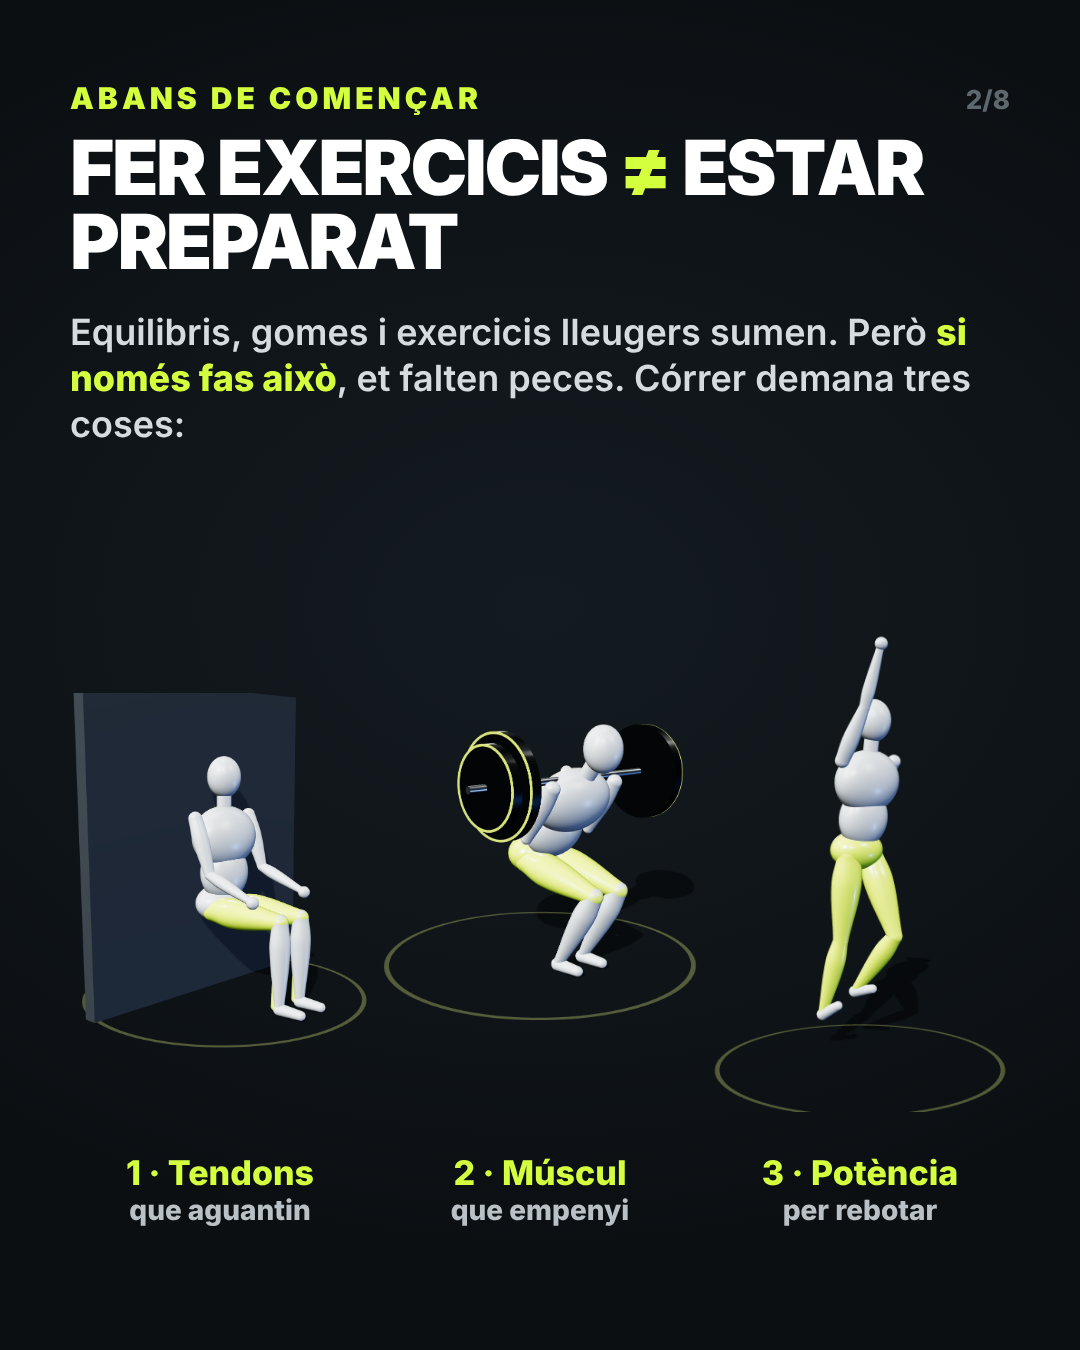 ABANS DE COMENÇAR
2/8
FER EXERCICIS ≠ ESTAR
PREPARAT
Equilibris, gomes i exercicis lleugers sumen. Però si
només fas això, et falten peces. Córrer demana tres
coses:
1 · Tendons
que aguantin
2 · Múscul
que empenyi
3 · Potència
per rebotar